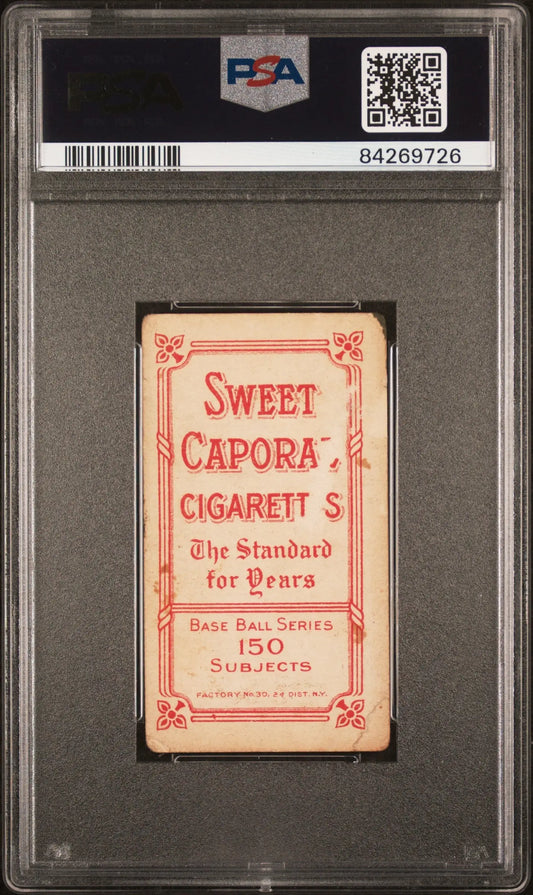 PSA
84269726
SWEET
CAPORA
CIGARETT S
The Standard
for Years
BASE BALL SERIES
150
SUBJECTS
FACTORY No. 30, 2d DIST. N.Y.